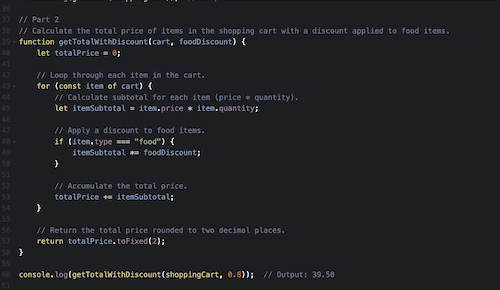 36
37 // Part 2
38 // Calculate the total price of items in the shopping cart with a discount applied to food items.
39 function getTotalWithDiscount(cart, foodDiscount) {
40 let totalPrice = 0;
41
42 // Loop through each item in the cart.
43 for (const item of cart) {
44 // Calculate subtotal for each item (price * quantity).
45 let itemSubtotal = item.price * item.quantity;
46
47 // Apply a discount to food items.
48 if (item.type === "food") {
49 itemSubtotal *= foodDiscount;
50 }
51
52 // Accumulate the total price.
53 totalPrice += itemSubtotal;
54 }
55
56 // Return the total price rounded to two decimal places.
57 return totalPrice.toFixed(2);
58 }
59
60 console.log(getTotalWithDiscount(shoppingCart, 0.8)); // Output: 39.50
61